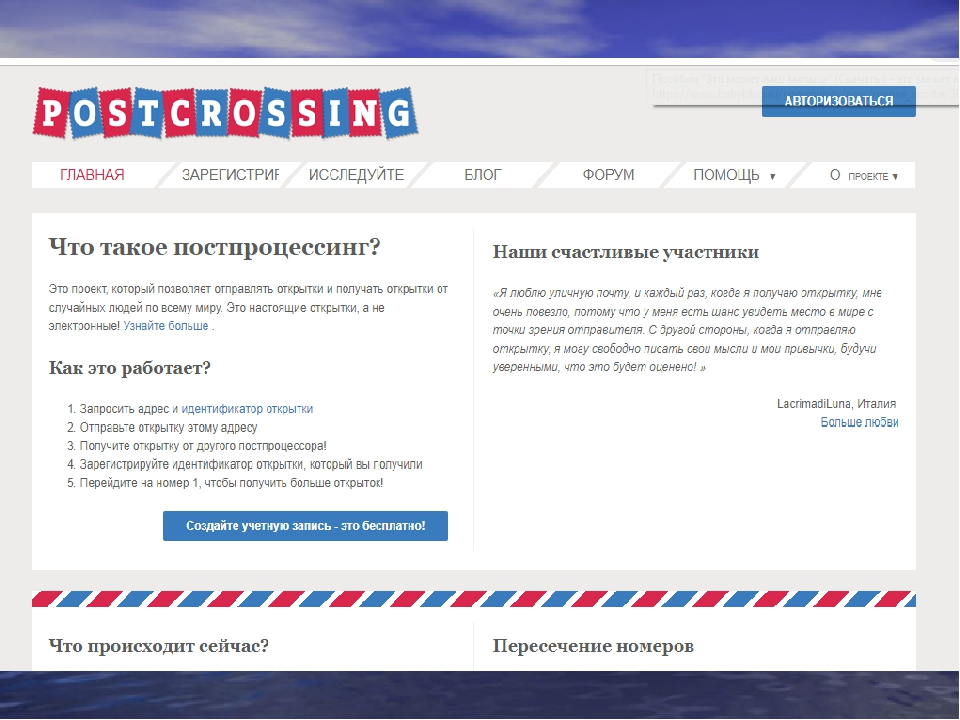 POSTCROSSING
АВТОРИЗОВАТЬСЯ
ГЛАВНАЯ ЗАРЕГИСТРИР ИССЛЕДУЙТЕ БЛОГ ФОРУМ ПОМОЩЬ ▼ О ПРОЕКТЕ ▼
Что такое постпроцессинг?
Это проект, который позволяет отправлять открытки и получать открытки от
случайных людей по всему миру. Это настоящие открытки, а не
электронные! Узнайте больше .
Как это работает?
1. Запросить адрес и идентификатор открытки
2. Отправьте открытку этому адресу
3. Получите открытку от другого постпроцессора!
4. Зарегистрируйте идентификатор открытки, который вы получили
5. Перейдите на номер 1, чтобы получить больше открыток!
Создайте учетную запись - это бесплатно!
Наши счастливые участники
«Я люблю уличную почту, и каждый раз, когда я получаю открытку, мне
очень повезло, потому что у меня есть шанс увидеть место в мире с
точки зрения отправителя. С другой стороны, когда я отправляю
открытку, я могу свободно писать свои мысли и мои привычки, будучи
уверенными, что это будет оценено! »
LacrimadiLuna, Италия
Больше любви
Что происходит сейчас?
Пересечение номеров